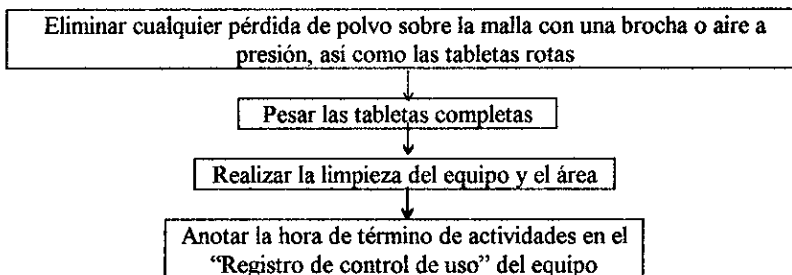 Eliminar cualquier pérdida de polvo sobre la malla con una brocha o aire a
presión, así como las tabletas rotas
Pesar las tabletas completas
Realizar la limpieza del equipo y el área
Anotar la hora de término de actividades en el
“Registro de control de uso” del equipo